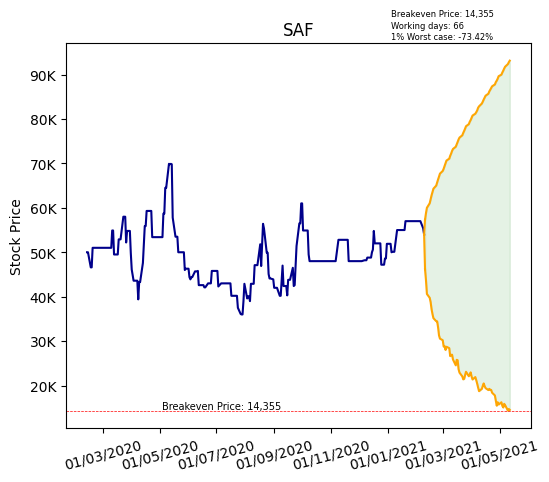 Breakeven Price: 14,355
Working days: 66
1% Worst case: -73.42%
SAF
Stock Price
90K
80K
70K
60K
50K
40K
30K
20K
Breakeven Price: 14,355
01/03/2020
01/05/2020
01/07/2020
01/09/2020
01/11/2020
01/01/2021
01/03/2021
01/05/2021